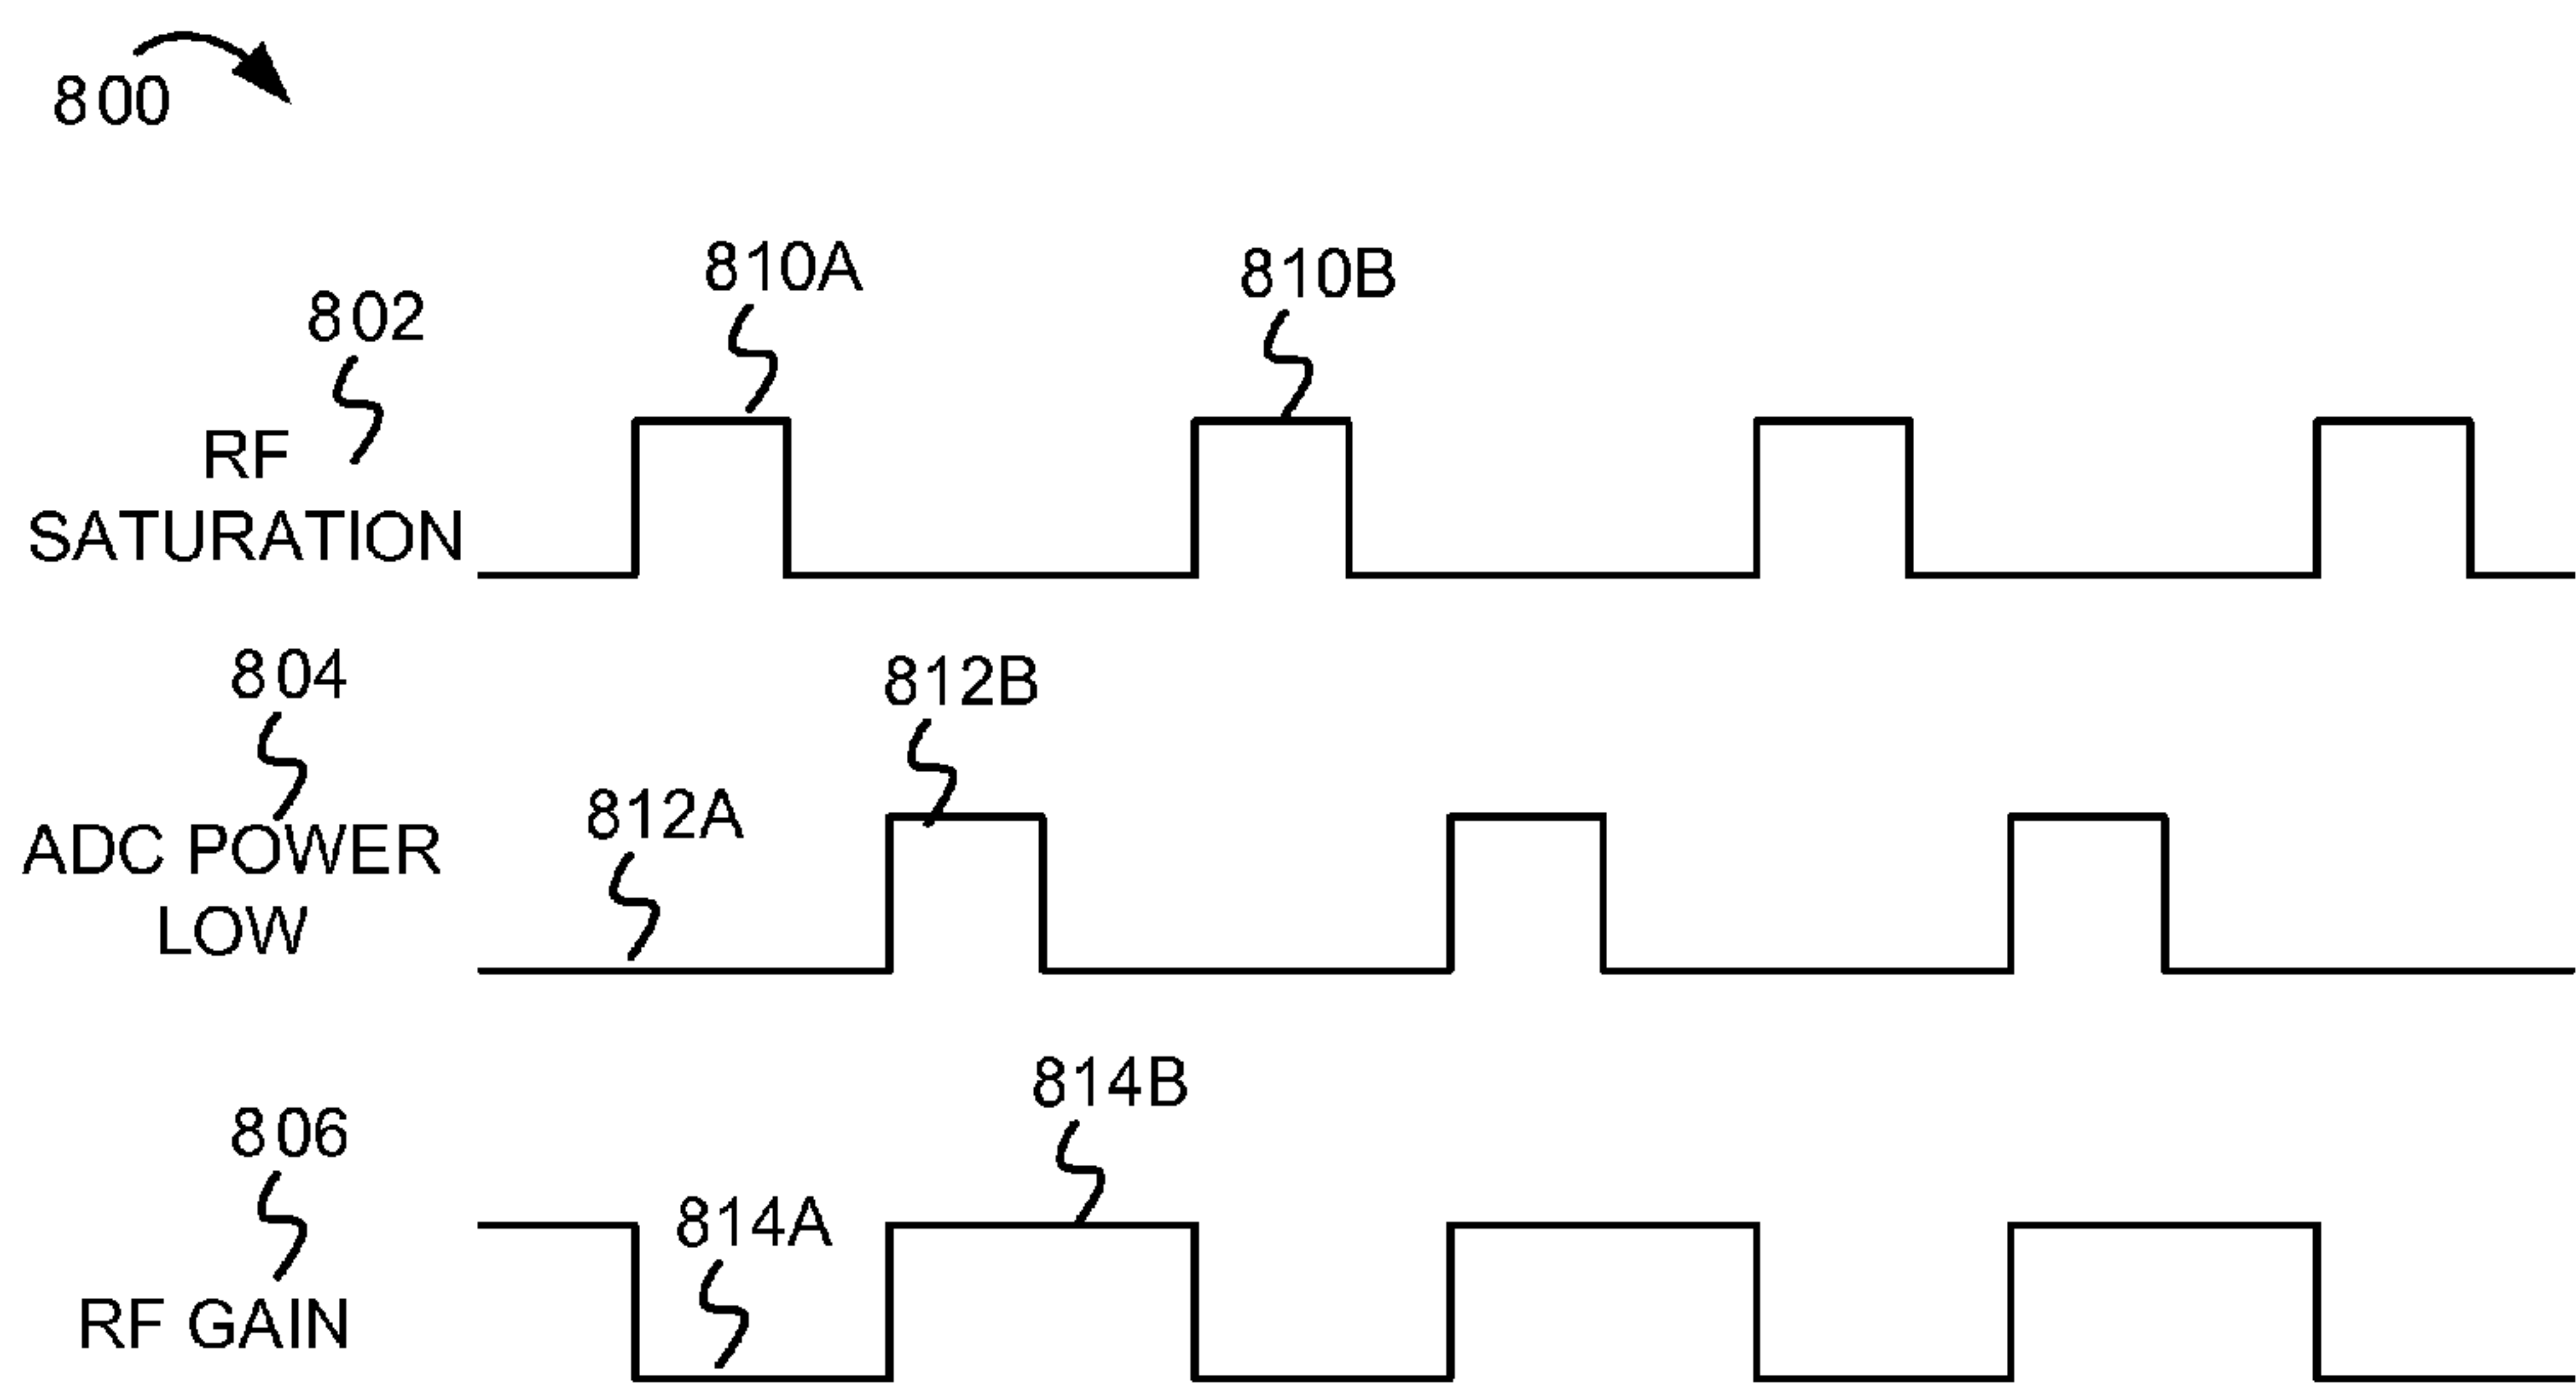 800
810A
810B
802
RF
SATURATION
804
812B
812A
ADC POWER
LOW
814B
806
814A
RF GAIN